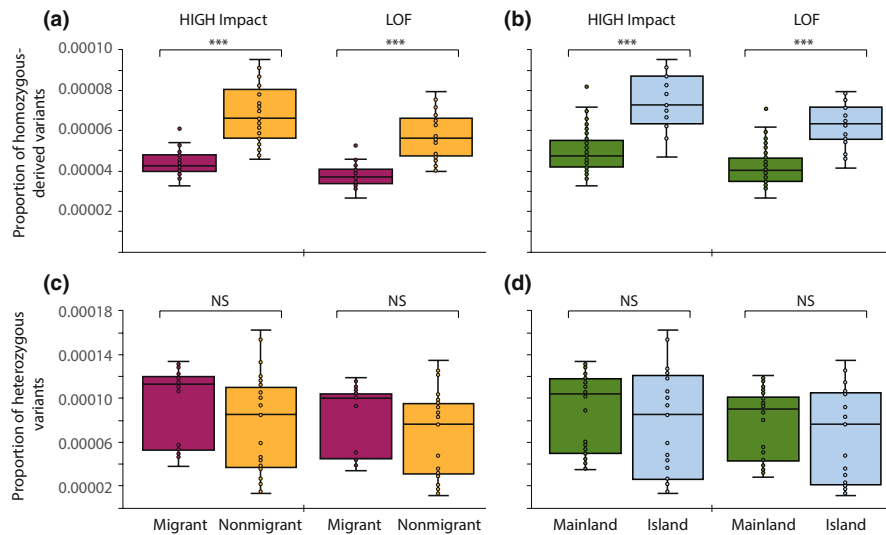 (a)
HIGH Impact
LOF
(b)
HIGH Impact
LOF
***
***
***
***
Proportion of homozygous-
derived variants
0.00010
0.00008
0.00006
0.00004
0.00002
(c)
NS
NS
(d)
NS
NS
Proportion of heterozygous
variants
0.00018
0.00014
0.00010
0.00006
0.00002
Migrant Nonmigrant Migrant Nonmigrant
Mainland Island Mainland Island